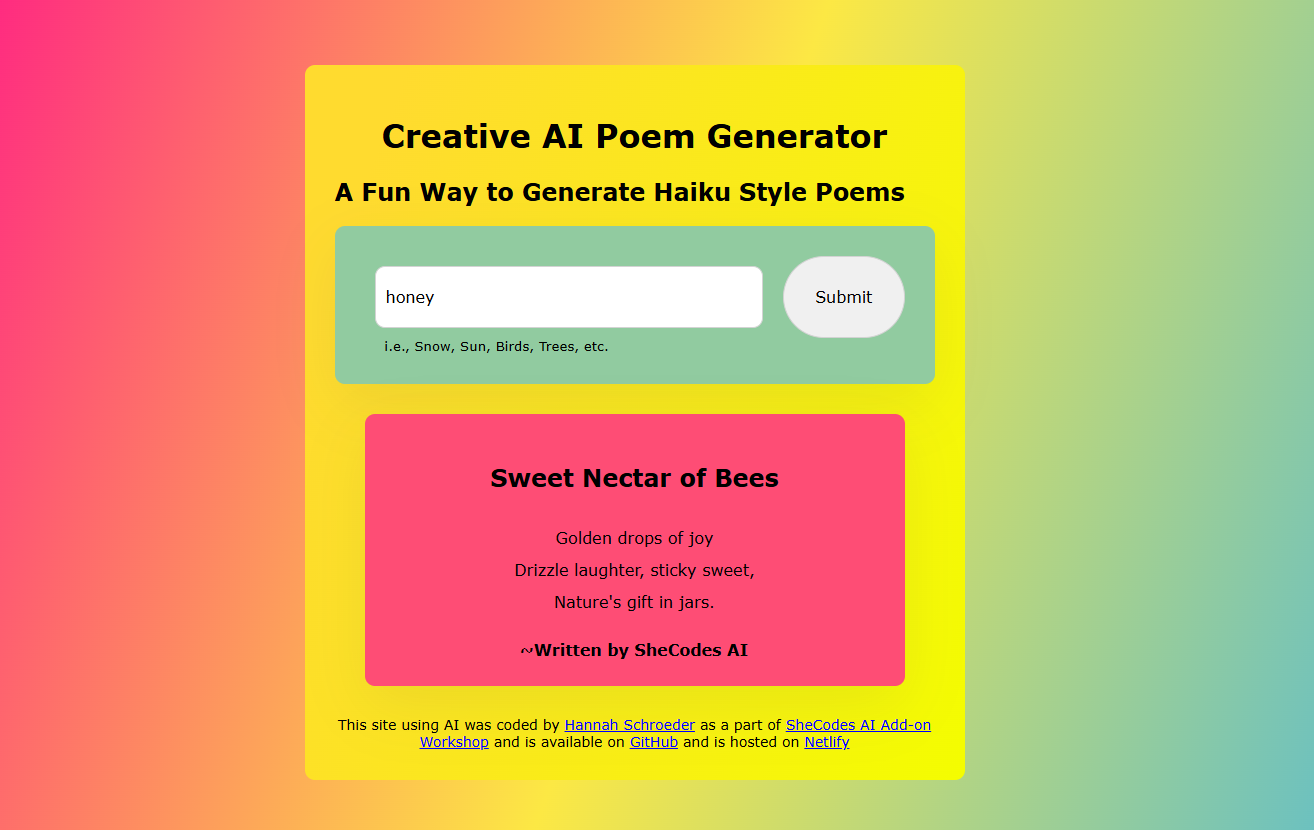 Creative AI Poem Generator
A Fun Way to Generate Haiku Style Poems
honey
Submit
i.e., Snow, Sun, Birds, Trees, etc.
Sweet Nectar of Bees
Golden drops of joy
Drizzle laughter, sticky sweet,
Nature's gift in jars.
~Written by SheCodes AI
This site using AI was coded by Hannah Schroeder as a part of SheCodes AI Add-on
Workshop and is available on GitHub and is hosted on Netlify